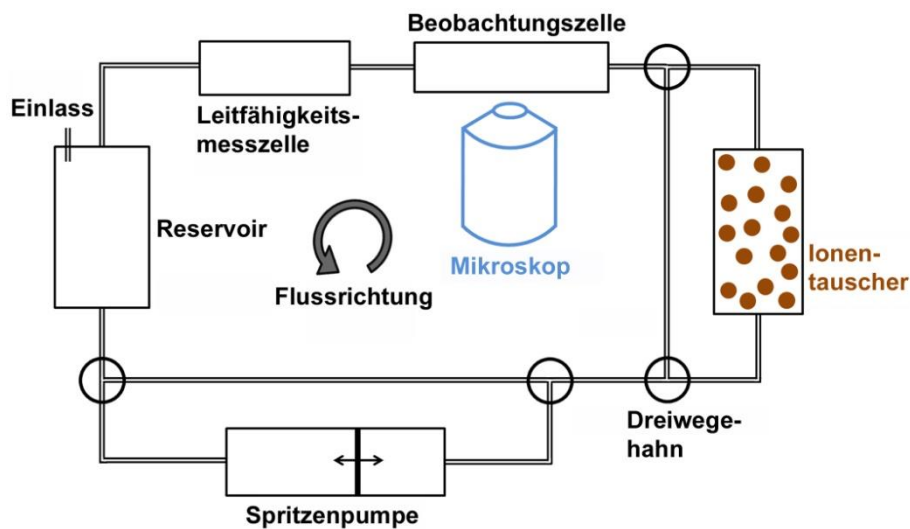 Beobachtungszelle
Einlass
Leitfähigkeits-
messzelle
Reservoir
Flussrichtung
Mikroskop
Ionen-
tauscher
Dreiwege-
hahn
Spritzenpumpe